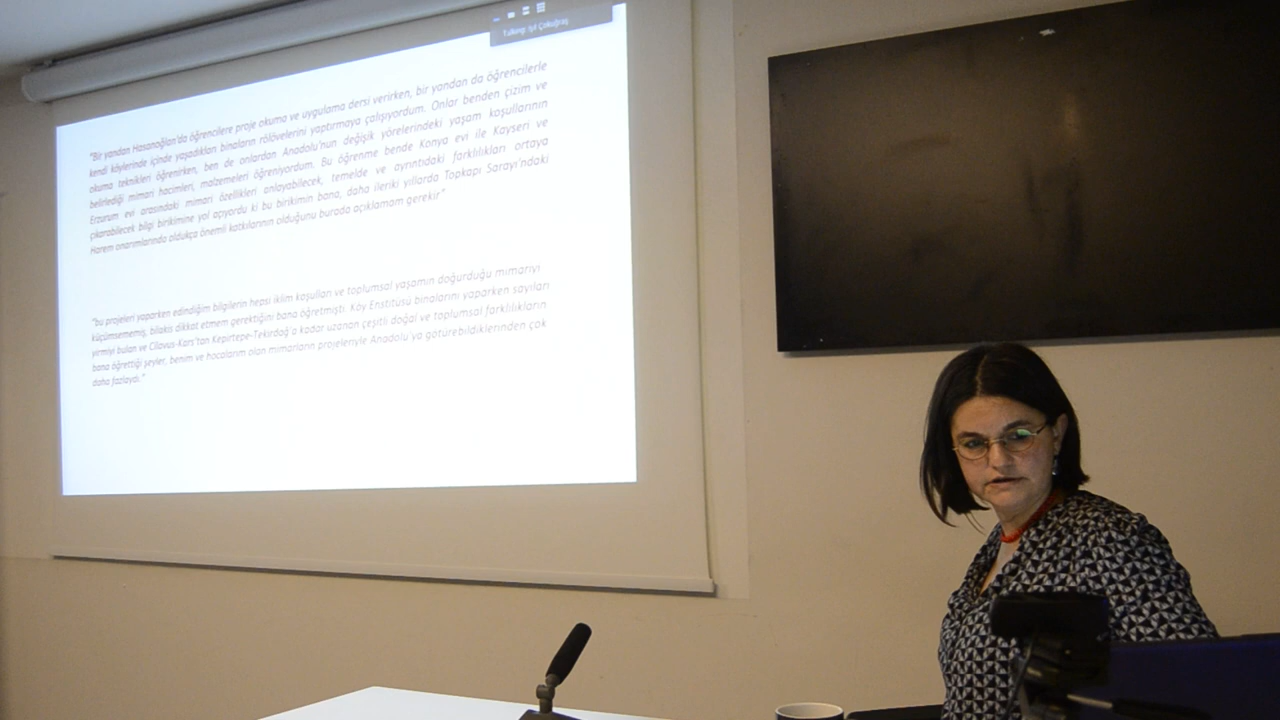 Talking: Işıl Çokuğraş
"Bir yandan Hasanoğlan'da öğrencilere proje okuma ve uygulama dersi verirken, bir yandan da öğrencilerle
kendi köylerinde içinde yaşadıkları binaların rölövelerini yaptırmaya çalışıyordum. Onlar benden çizim ve
okuma teknikleri öğrenirken, ben de onlardan Anadolu'nun değişik yörelerindeki yaşam koşullarının
belirlediği mimari hacimleri, malzemeleri öğreniyordum. Bu öğrenme bende Konya evi ile Kayseri ve
Erzurum evi arasındaki mimari özellikleri anlayabilecek, temelde ve ayrıntıdaki farklılıkları ortaya
çıkarabilecek bilgi birikimine yol açıyordu ki bu birikimin bana, daha ileriki yıllarda Topkapı Sarayı'ndaki
Harem onarımlarında oldukça önemli katkılarının olduğunu burada açıklamam gerekir"
"bu projeleri yaparken edindiğim bilgilerin hepsi iklim koşulları ve toplumsal yaşamın doğurduğu mimariyi
küçümsememeiş, bilakis dikkat etmem gerektiğini bana öğretmişti. Köy Enstitüsü binalarını yaparken sayıları
yirmiyi bulan ve Cilavus-Kars'tan Kepirtepe-Tekirdağ'a kadar uzanan çeşitli doğal ve toplumsal farklılıkların
bana öğrettiği şeyler, benim ve hocalarım olan mimarların projeleriyle Anadolu'ya götürebildiklerinden çok
daha fazlaydı."